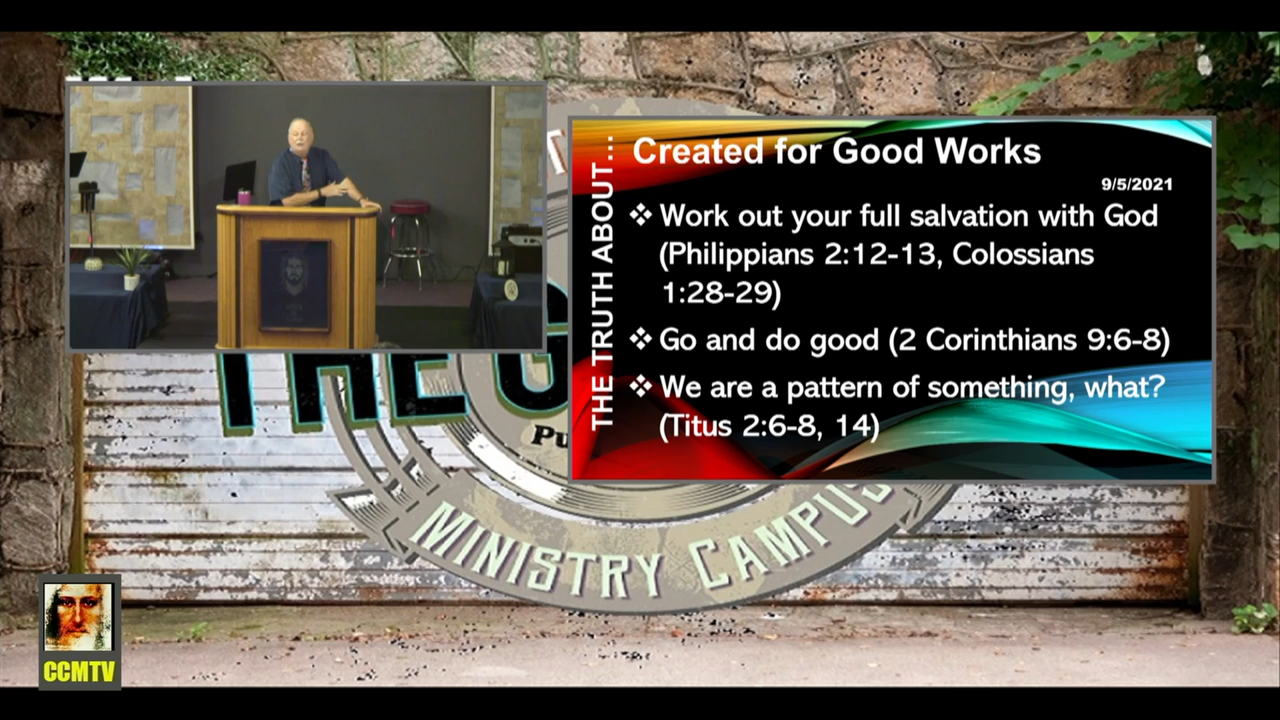 Created for Good Works
9/5/2021
THE TRUTH ABOUT...
❖ Work out your full salvation with God
(Philippians 2:12-13, Colossians
1:28-29)
❖ Go and do good (2 Corinthians 9:6-8)
❖ We are a pattern of something, what?
(Titus 2:6-8, 14)
THE
MINISTRY CAMPUS
CCMTV